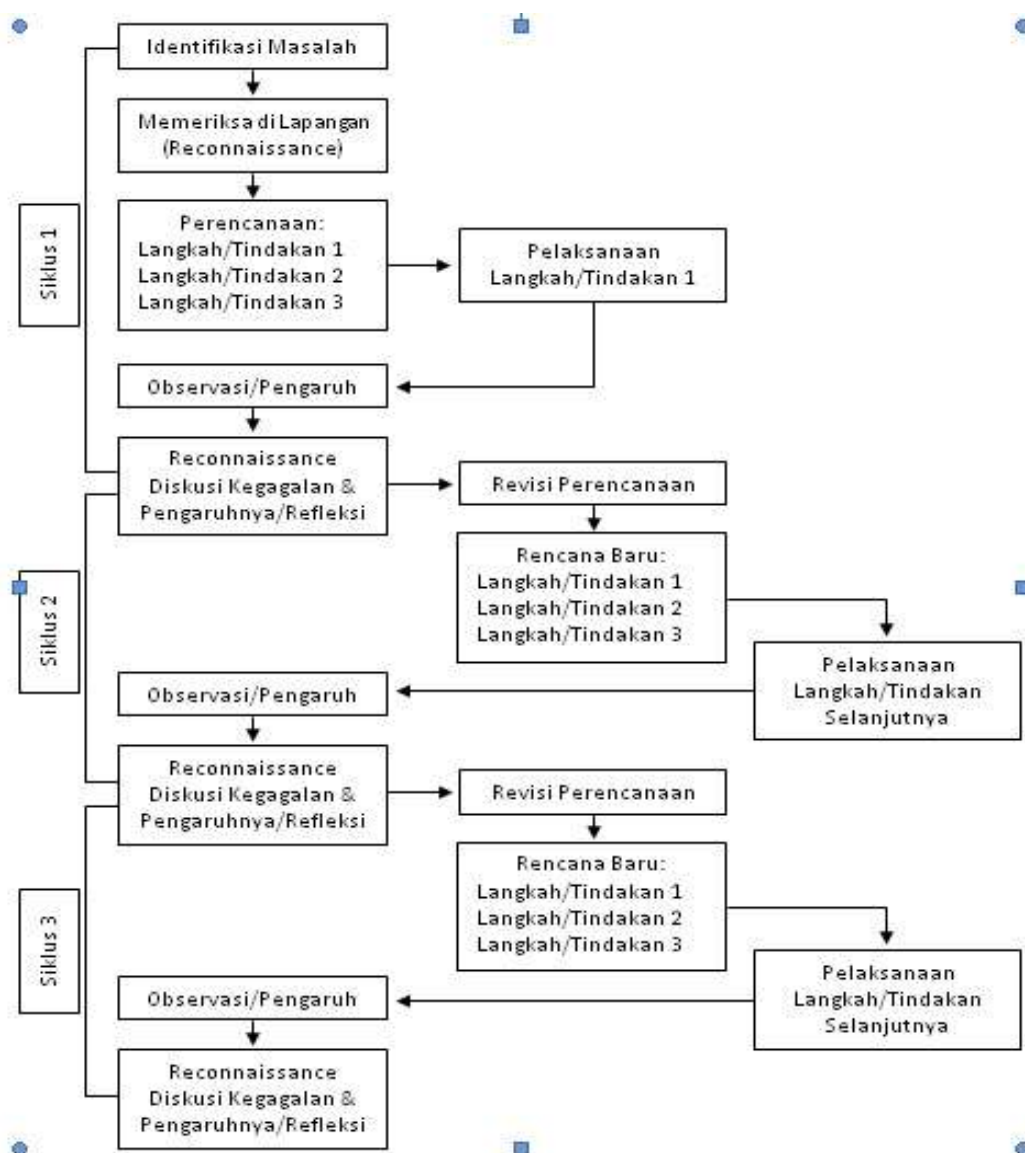 Identifikasi Masalah
Memeriksa di Lapangan
(Reconnaissance)
Siklus 1
Perencanaan:
Langkah/Tindakan 1
Langkah/Tindakan 2
Langkah/Tindakan 3
Pelaksanaan
Langkah/Tindakan 1
Observasi/Pengaruh
Reconnaissance
Diskusi Kegagalan &
Pengaruhnya/Refleksi
Revisi Perencanaan
Siklus 2
Rencana Baru:
Langkah/Tindakan 1
Langkah/Tindakan 2
Langkah/Tindakan 3
Pelaksanaan
Langkah/Tindakan
Selanjutnya
Observasi/Pengaruh
Reconnaissance
Diskusi Kegagalan &
Pengaruhnya/Refleksi
Revisi Perencanaan
Siklus 3
Rencana Baru:
Langkah/Tindakan 1
Langkah/Tindakan 2
Langkah/Tindakan 3
Pelaksanaan
Langkah/Tindakan
Selanjutnya
Observasi/Pengaruh
Reconnaissance
Diskusi Kegagalan &
Pengaruhnya/Refleksi